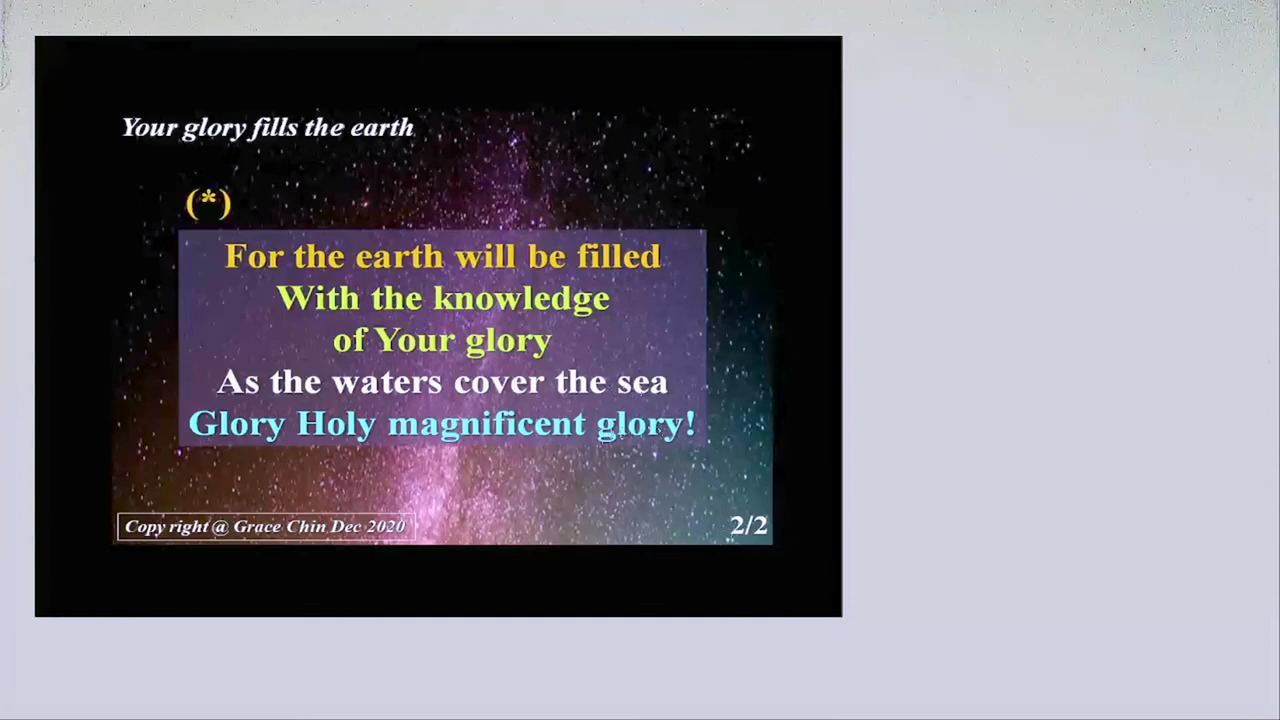 Your glory fills the earth
(*)
For the earth will be filled
With the knowledge
of Your glory
As the waters cover the sea
Glory Holy magnificent glory!
Copy right @ Grace Chin Dec 2020
2/2